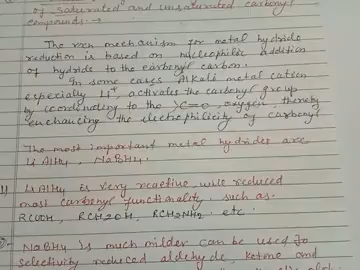 of saturated and unsaturated carbonyl
compounds.→
The rxn mechanism for metal hydride
reduction is based on nucleophilic addition
of hydride to the carbonyl carbon.
In some cases Alkali metal cation
especially Li+ activates the carbonyl group
by coordinating to the >C=O, oxygen, thereby
enchancing the electrophilicity of carbonyl
The most important metal hydrides are
LiAlH4, NaBH4.
1) LiAlH4 is very reactive, will reduced
most carbonyl functionality, such as.
RCOOH, RCH2OH, RCH2NH2. etc.
NaBH4 is much milder can be used to
selectivity reduced aldehyde, ketone and